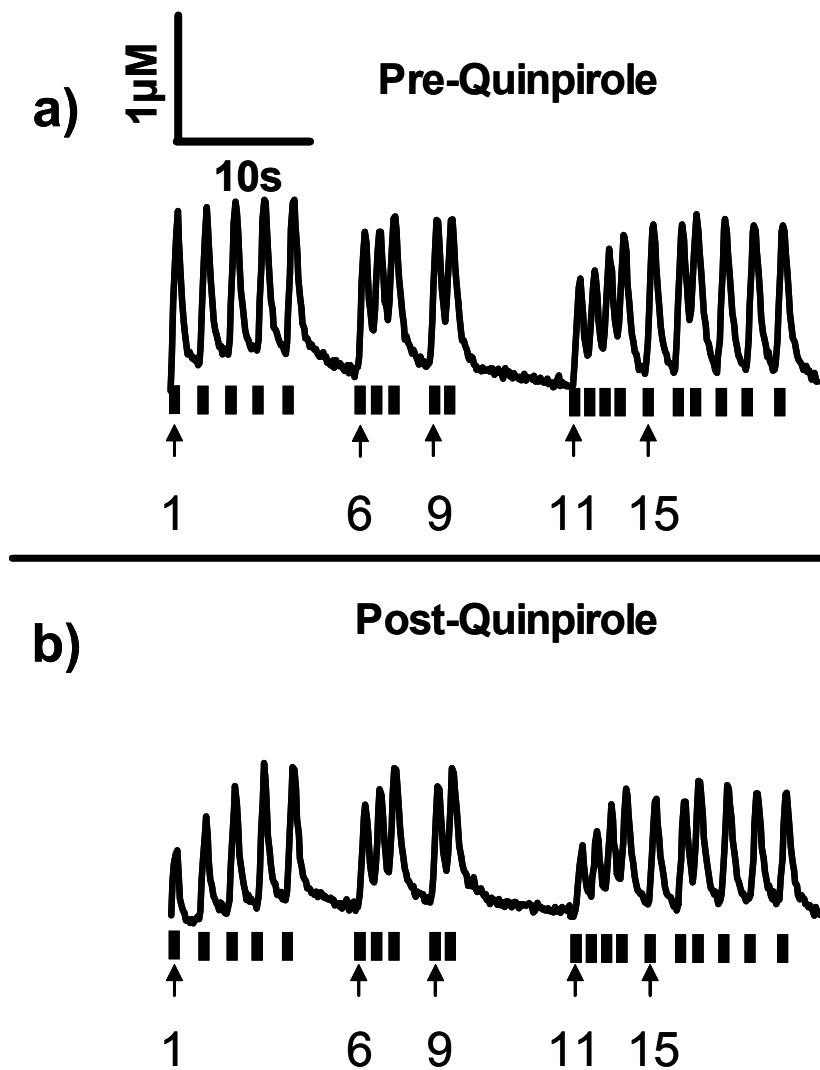 Pre-Quinpirole
a)
1μM
10s
1 6 9 11 15
Post-Quinpirole
b)
1 6 9 11 15